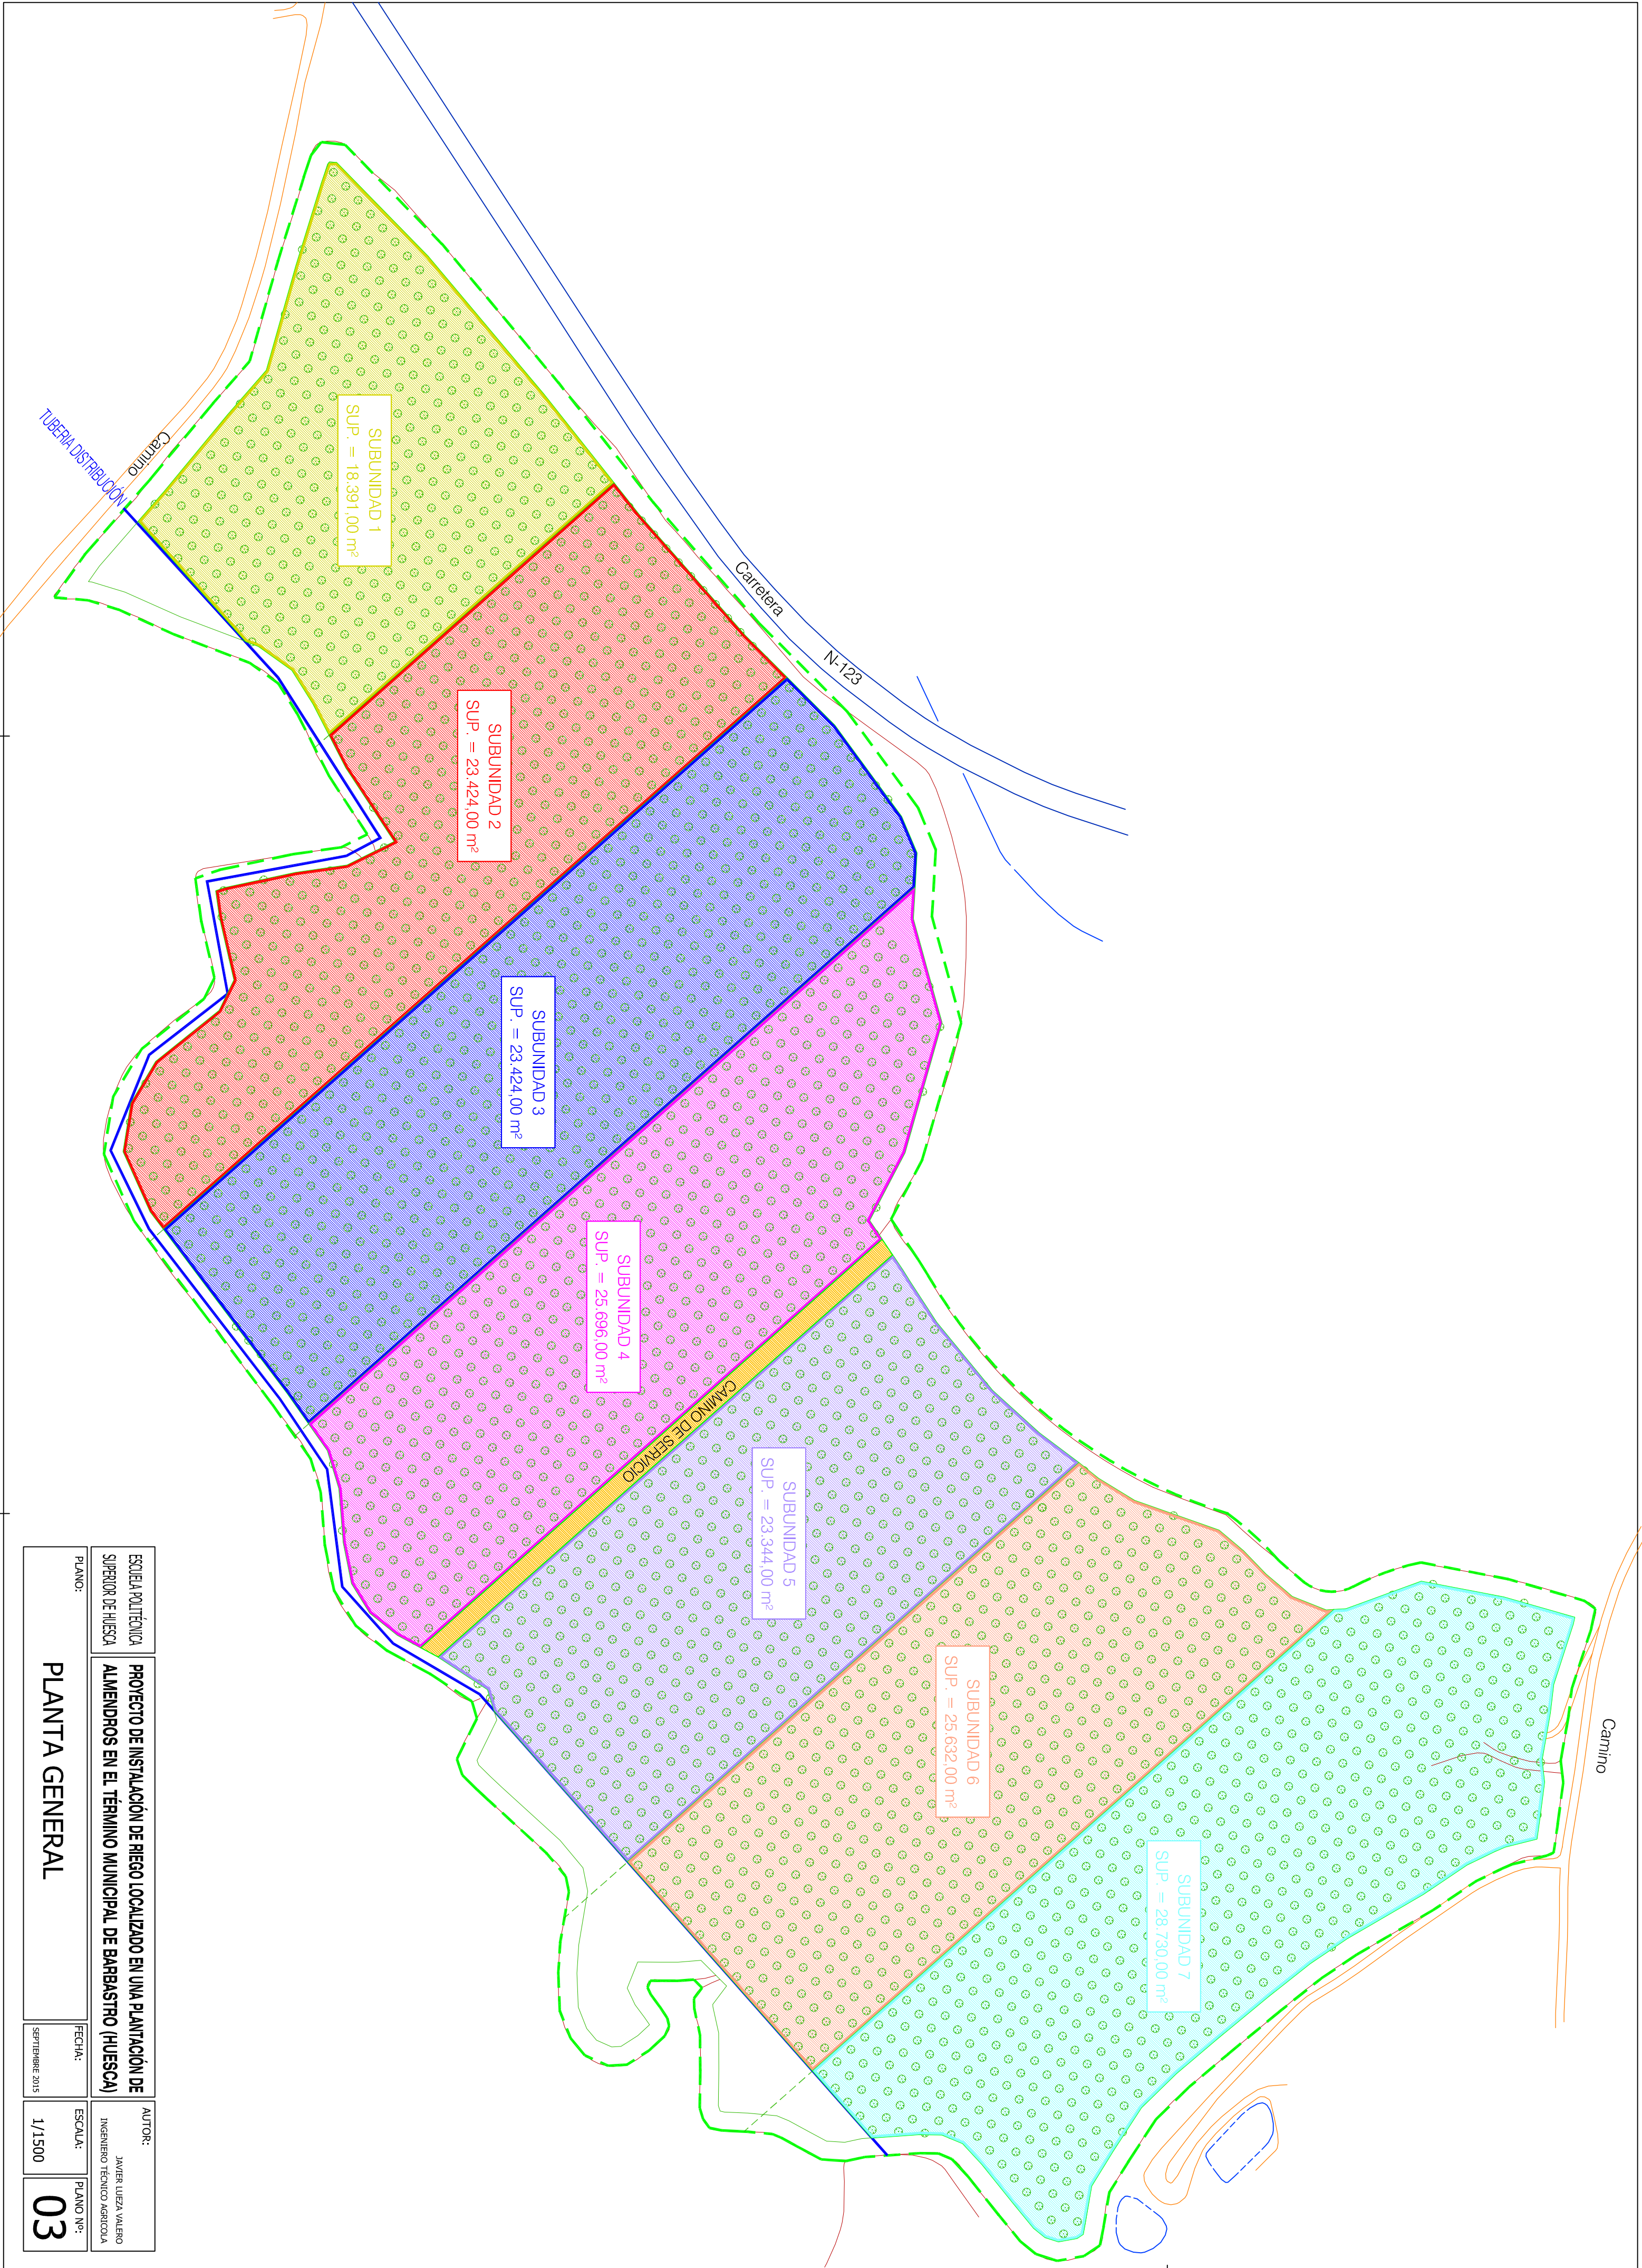 Carretera
N-123
Camino
Camino
TUBERIA DISTRIBUCIÓN
SUBUNIDAD 1
SUP. = 18.391,00 m²
SUBUNIDAD 2
SUP. = 23.424,00 m²
SUBUNIDAD 3
SUP. = 23.424,00 m²
SUBUNIDAD 4
SUP. = 25.696,00 m²
CAMINO DE SERVICIO
SUBUNIDAD 5
SUP. = 23.344,00 m²
SUBUNIDAD 6
SUP. = 25.632,00 m²
SUBUNIDAD 7
SUP. = 28.730,00 m²
ESCUELA POLITÉCNICA
SUPERIOR DE HUESCA
PROYECTO DE INSTALACIÓN DE RIEGO LOCALIZADO EN UNA PLANTACIÓN DE
ALMENDROS EN EL TÉRMINO MUNICIPAL DE BARBASTRO (HUESCA)
AUTOR:
JAVIER LUEZA VALERO
INGENIERO TÉCNICO AGRICOLA
PLANO:
PLANTA GENERAL
FECHA:
SEPTIEMBRE 2015
ESCALA:
1/1500
PLANO Nº:
03